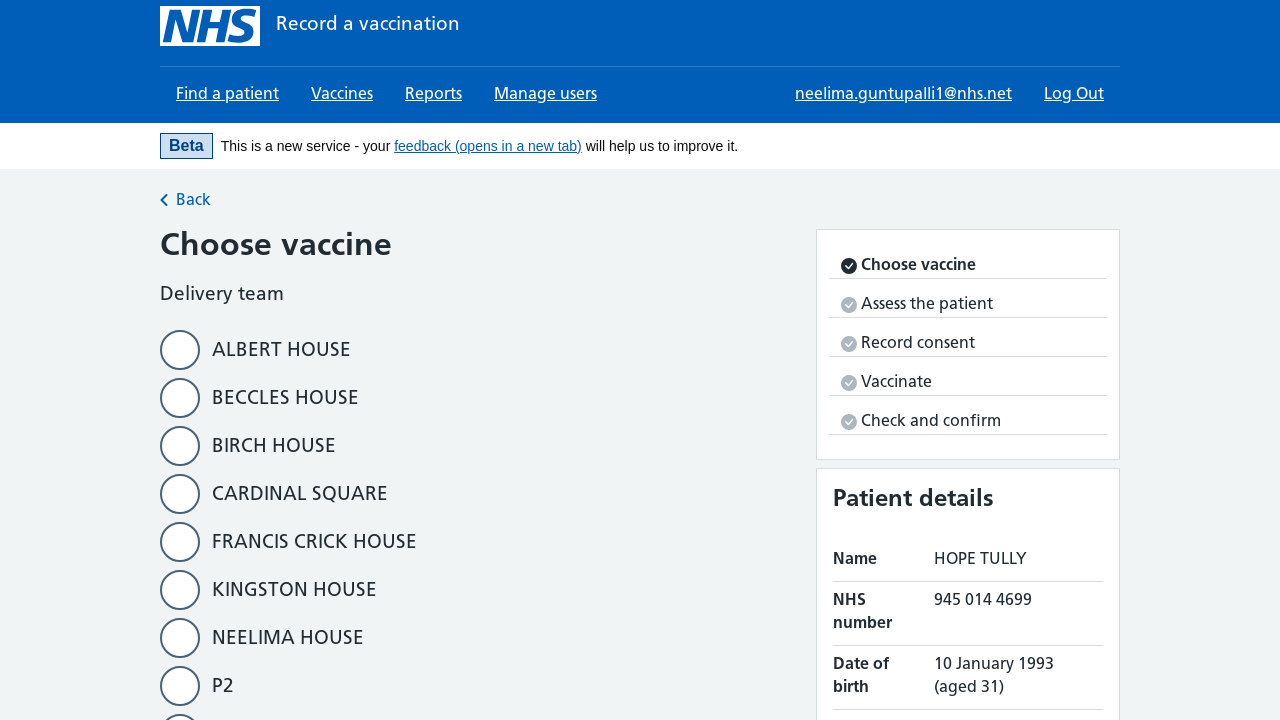 NHS Record a vaccination
Find a patient Vaccines Reports Manage users neelima.guntupalli1@nhs.net Log Out
Beta This is a new service - your feedback (opens in a new tab) will help us to improve it.
Back
Choose vaccine
Delivery team
ALBERT HOUSE
BECCLES HOUSE
BIRCH HOUSE
CARDINAL SQUARE
FRANCIS CRICK HOUSE
KINGSTON HOUSE
NEELIMA HOUSE
P2
Choose vaccine
Assess the patient
Record consent
Vaccinate
Check and confirm
Patient details
Name HOPE TULLY
NHS number 945 014 4699
Date of birth 10 January 1993 (aged 31)